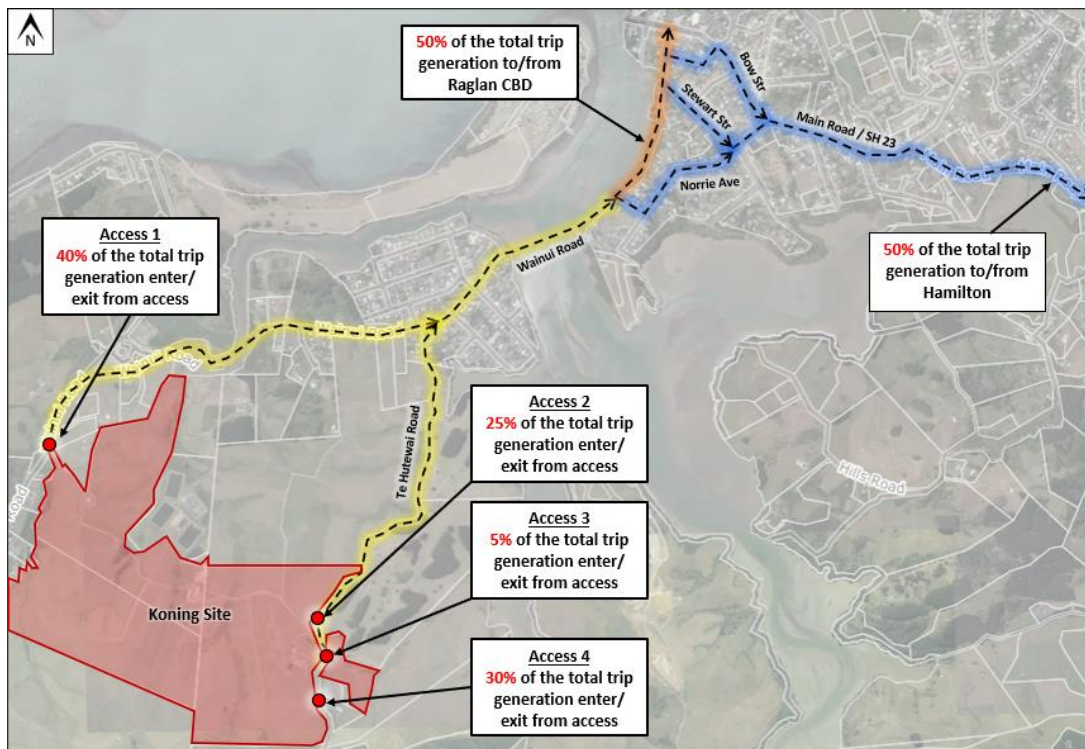 N
50% of the total trip
generation to/from
Raglan CBD
Bow Str
Stewart Str
Main Road / SH 23
Norrie Ave
Wainui Road
Access 1
40% of the total trip
generation enter/
exit from access
50% of the total trip
generation to/from
Hamilton
Access 2
25% of the total trip
generation enter/
exit from access
Te Hutewai Road
Hills Road
Access 3
5% of the total trip
generation enter/
exit from access
Road
Koning Site
Access 4
30% of the total trip
generation enter/
exit from access